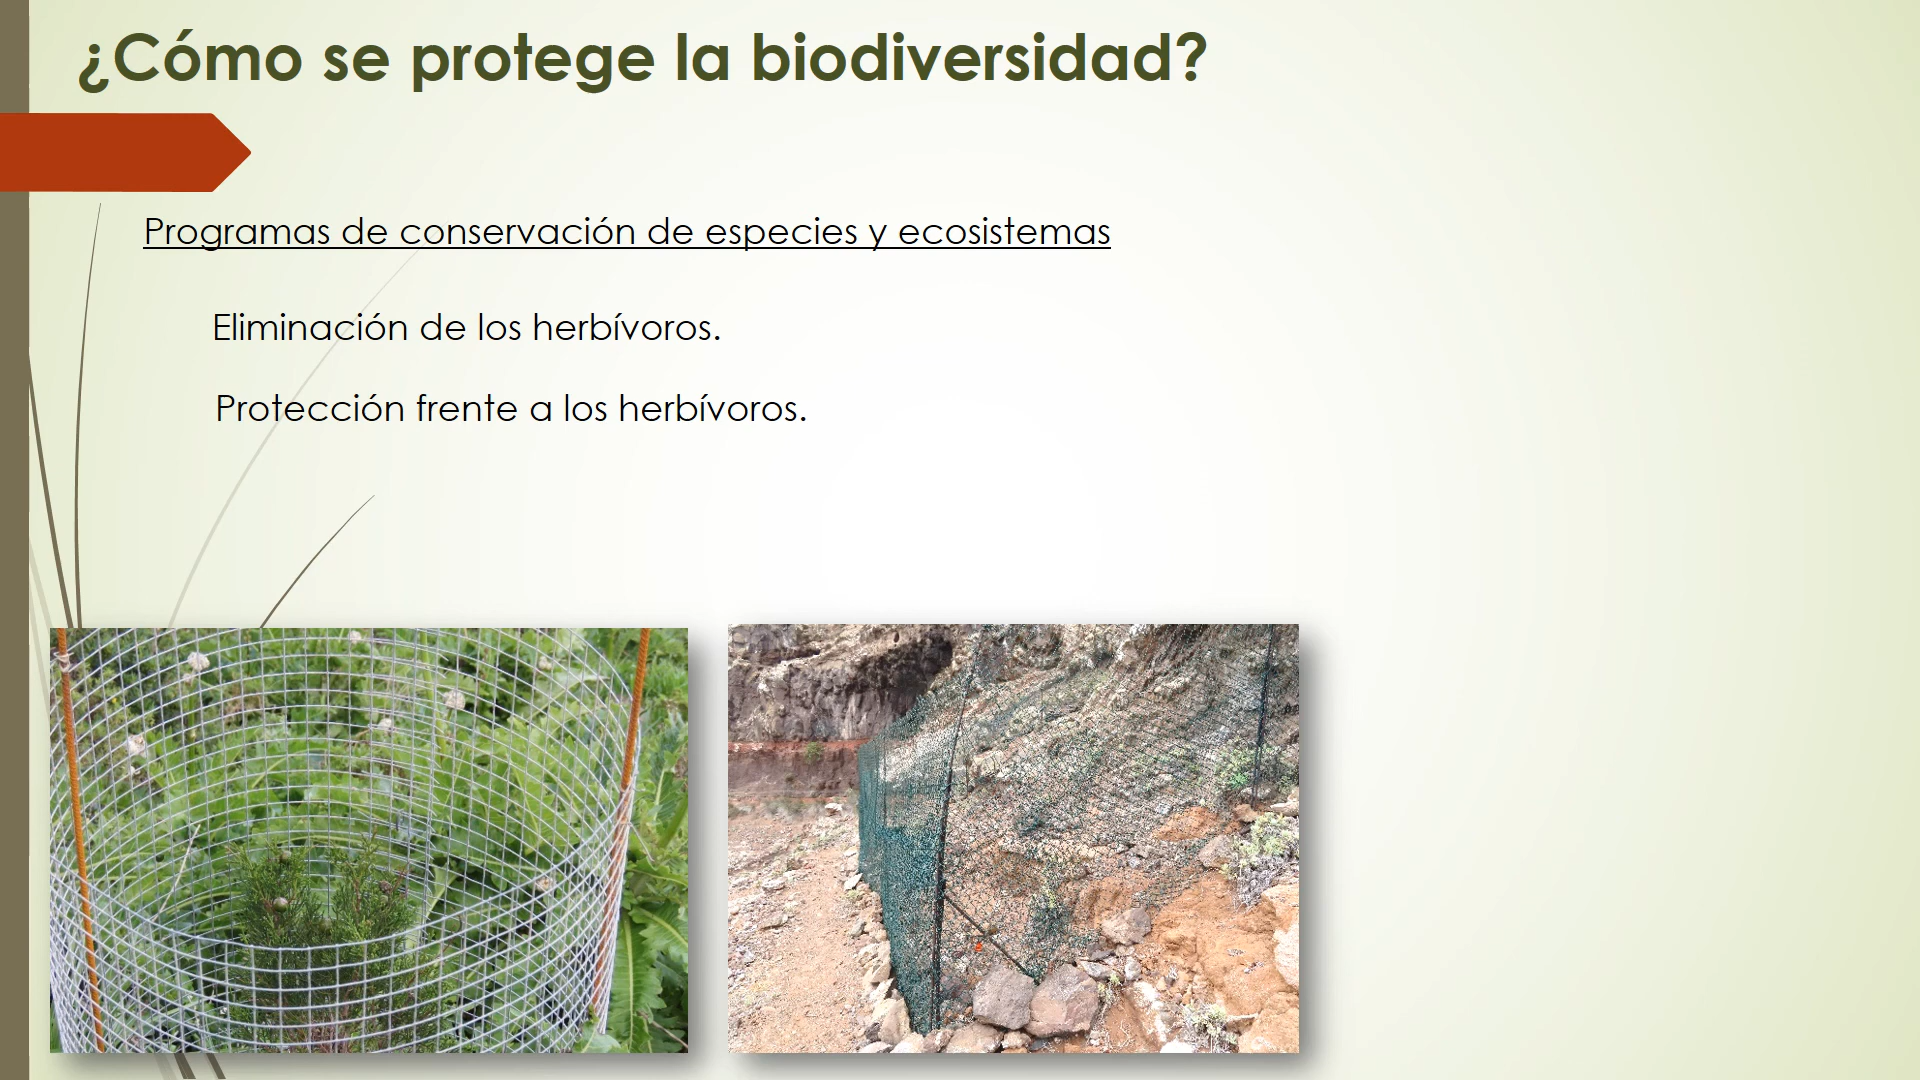 ¿Cómo se protege la biodiversidad?
Programas de conservación de especies y ecosistemas
Eliminación de los herbívoros.
Protección frente a los herbívoros.